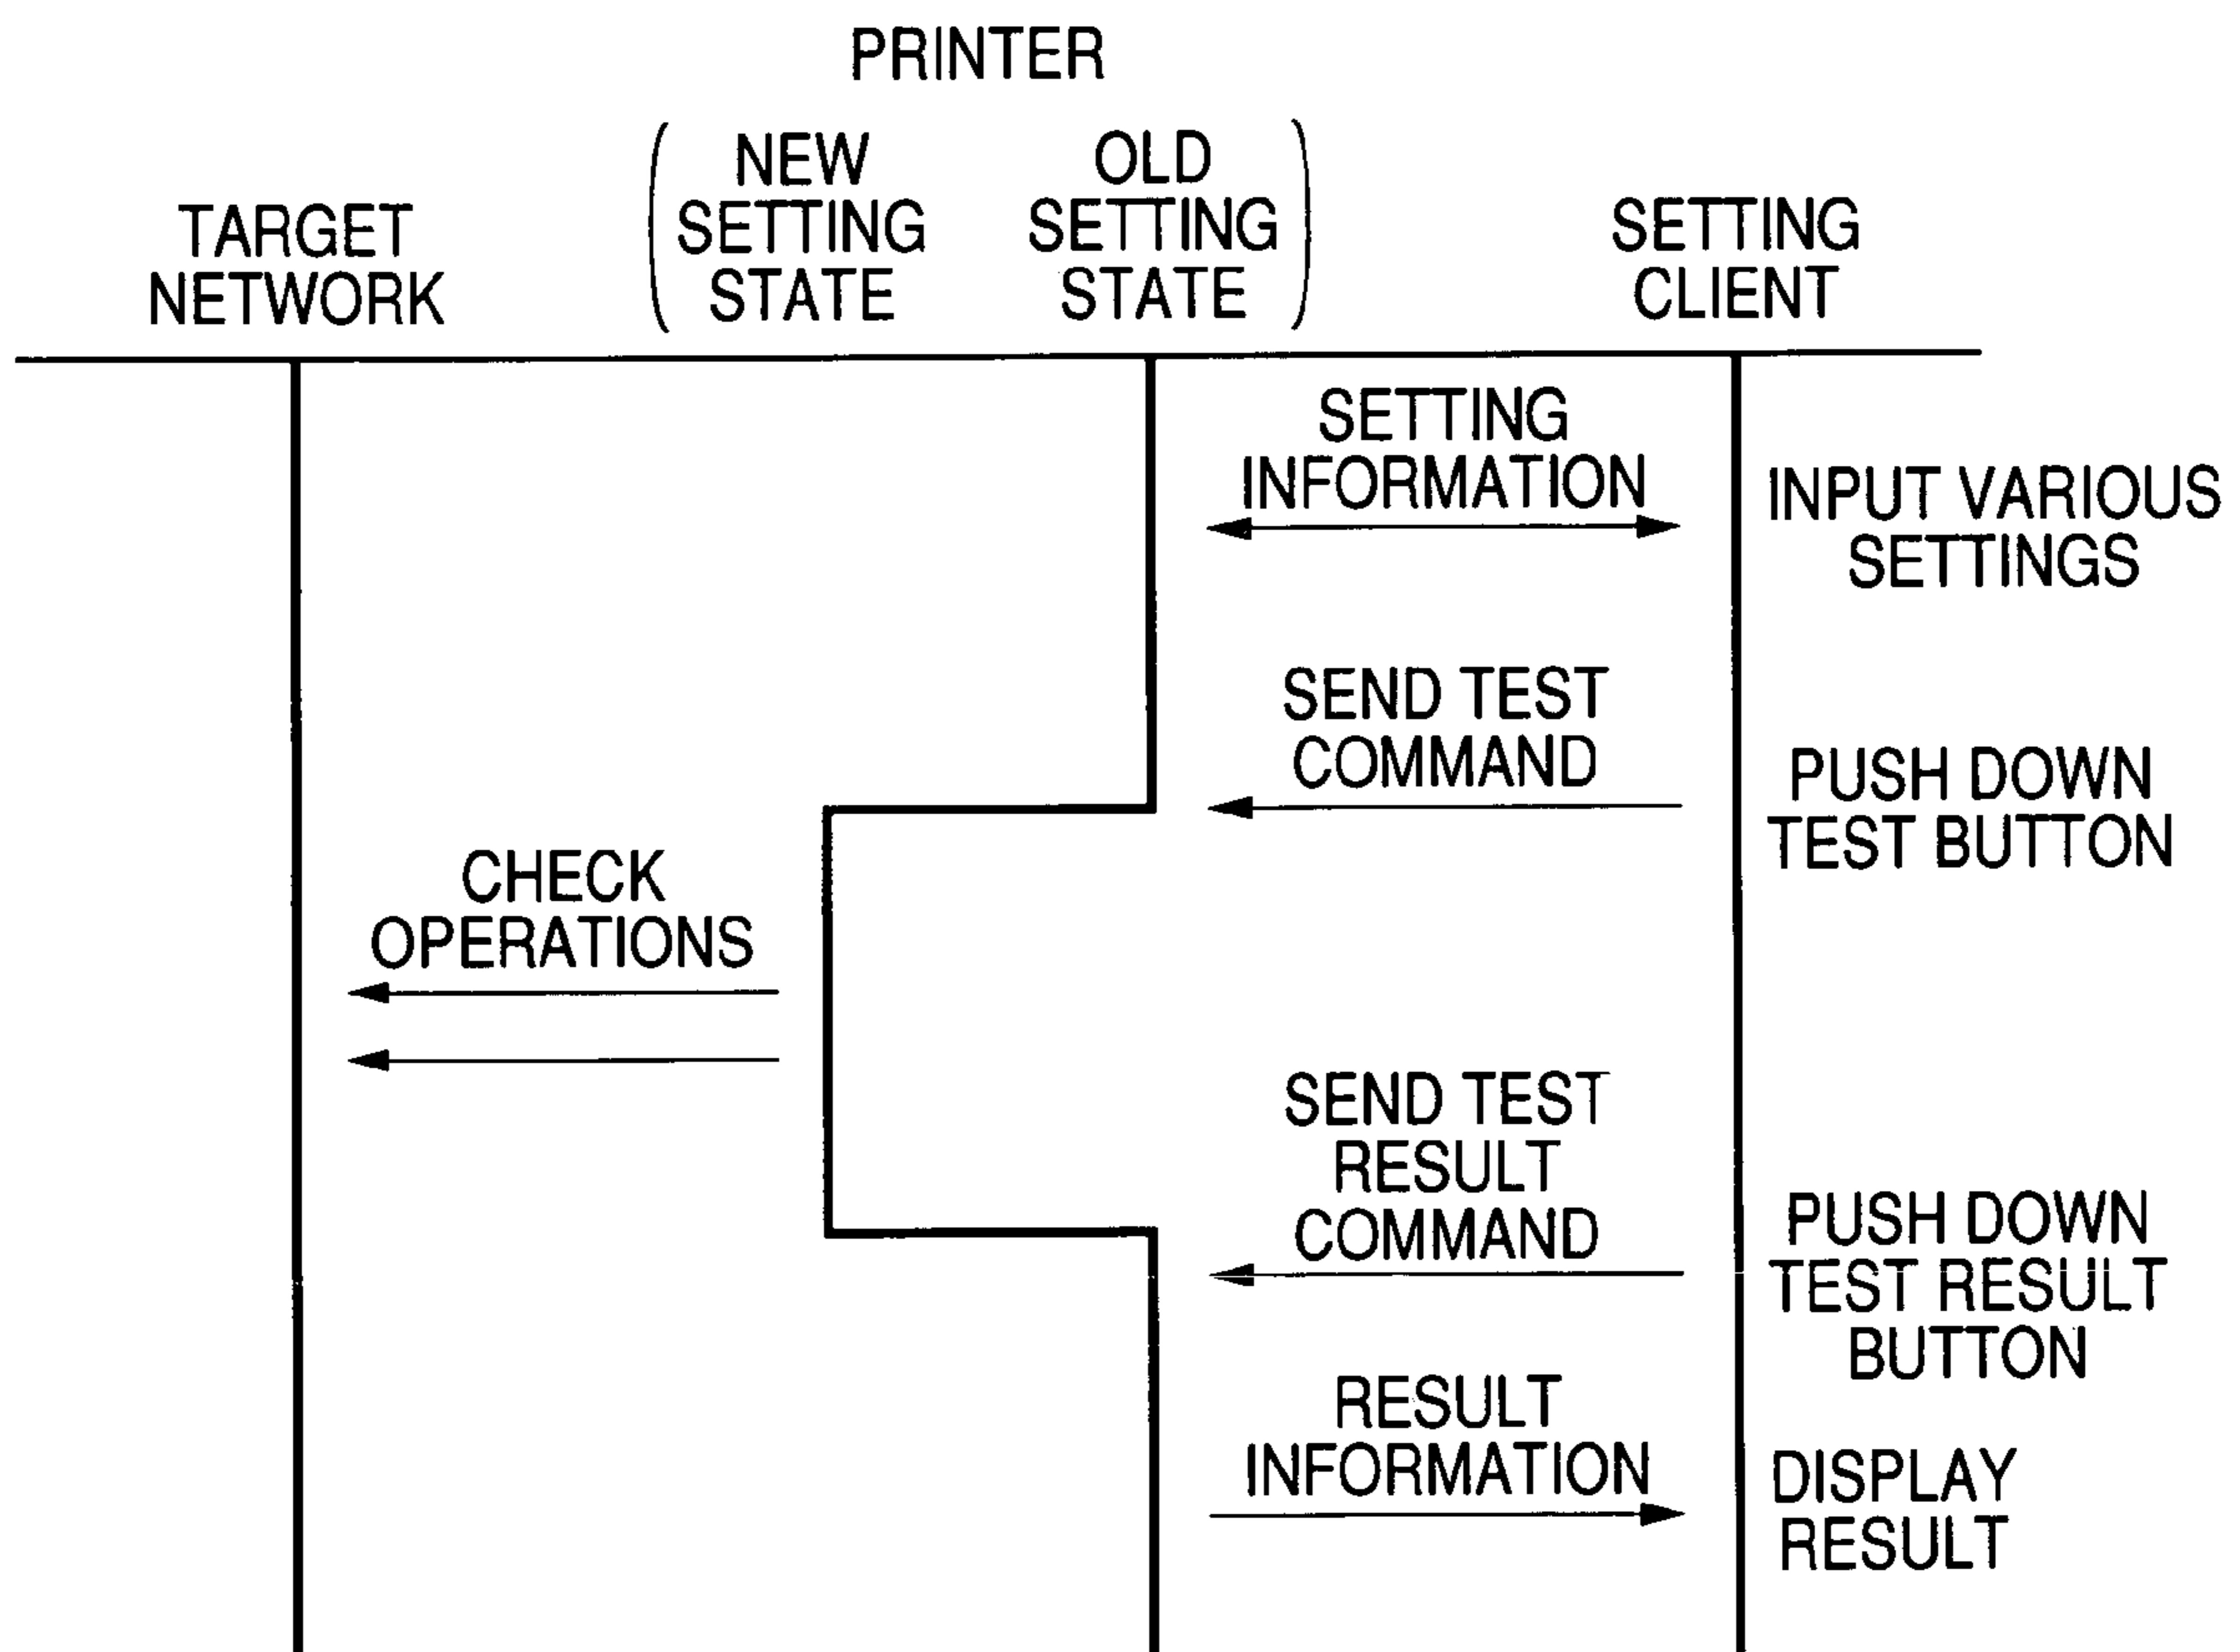 PRINTER
NEW
SETTING
STATE
OLD
SETTING
STATE
TARGET
NETWORK
SETTING
CLIENT
SETTING
INFORMATION
INPUT VARIOUS
SETTINGS
SEND TEST
COMMAND
PUSH DOWN
TEST BUTTON
CHECK
OPERATIONS
SEND TEST
RESULT
COMMAND
PUSH DOWN
TEST RESULT
BUTTON
RESULT
INFORMATION
DISPLAY
RESULT